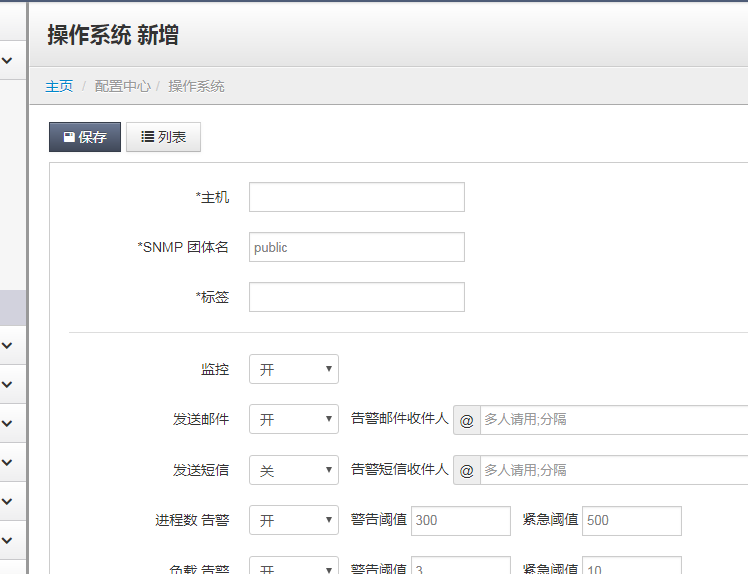 操作系统 新增
主页 / 配置中心 / 操作系统
保存 列表
*主机
*SNMP 团体名 public
*标签
监控 开
发送邮件 开 告警邮件收件人 @ 多人请用;分隔
发送短信 关 告警短信收件人 @ 多人请用;分隔
进程数 告警 开 警告阈值 300 紧急阈值 500
负载 告警 开 警告阈值 3 紧急阈值 10